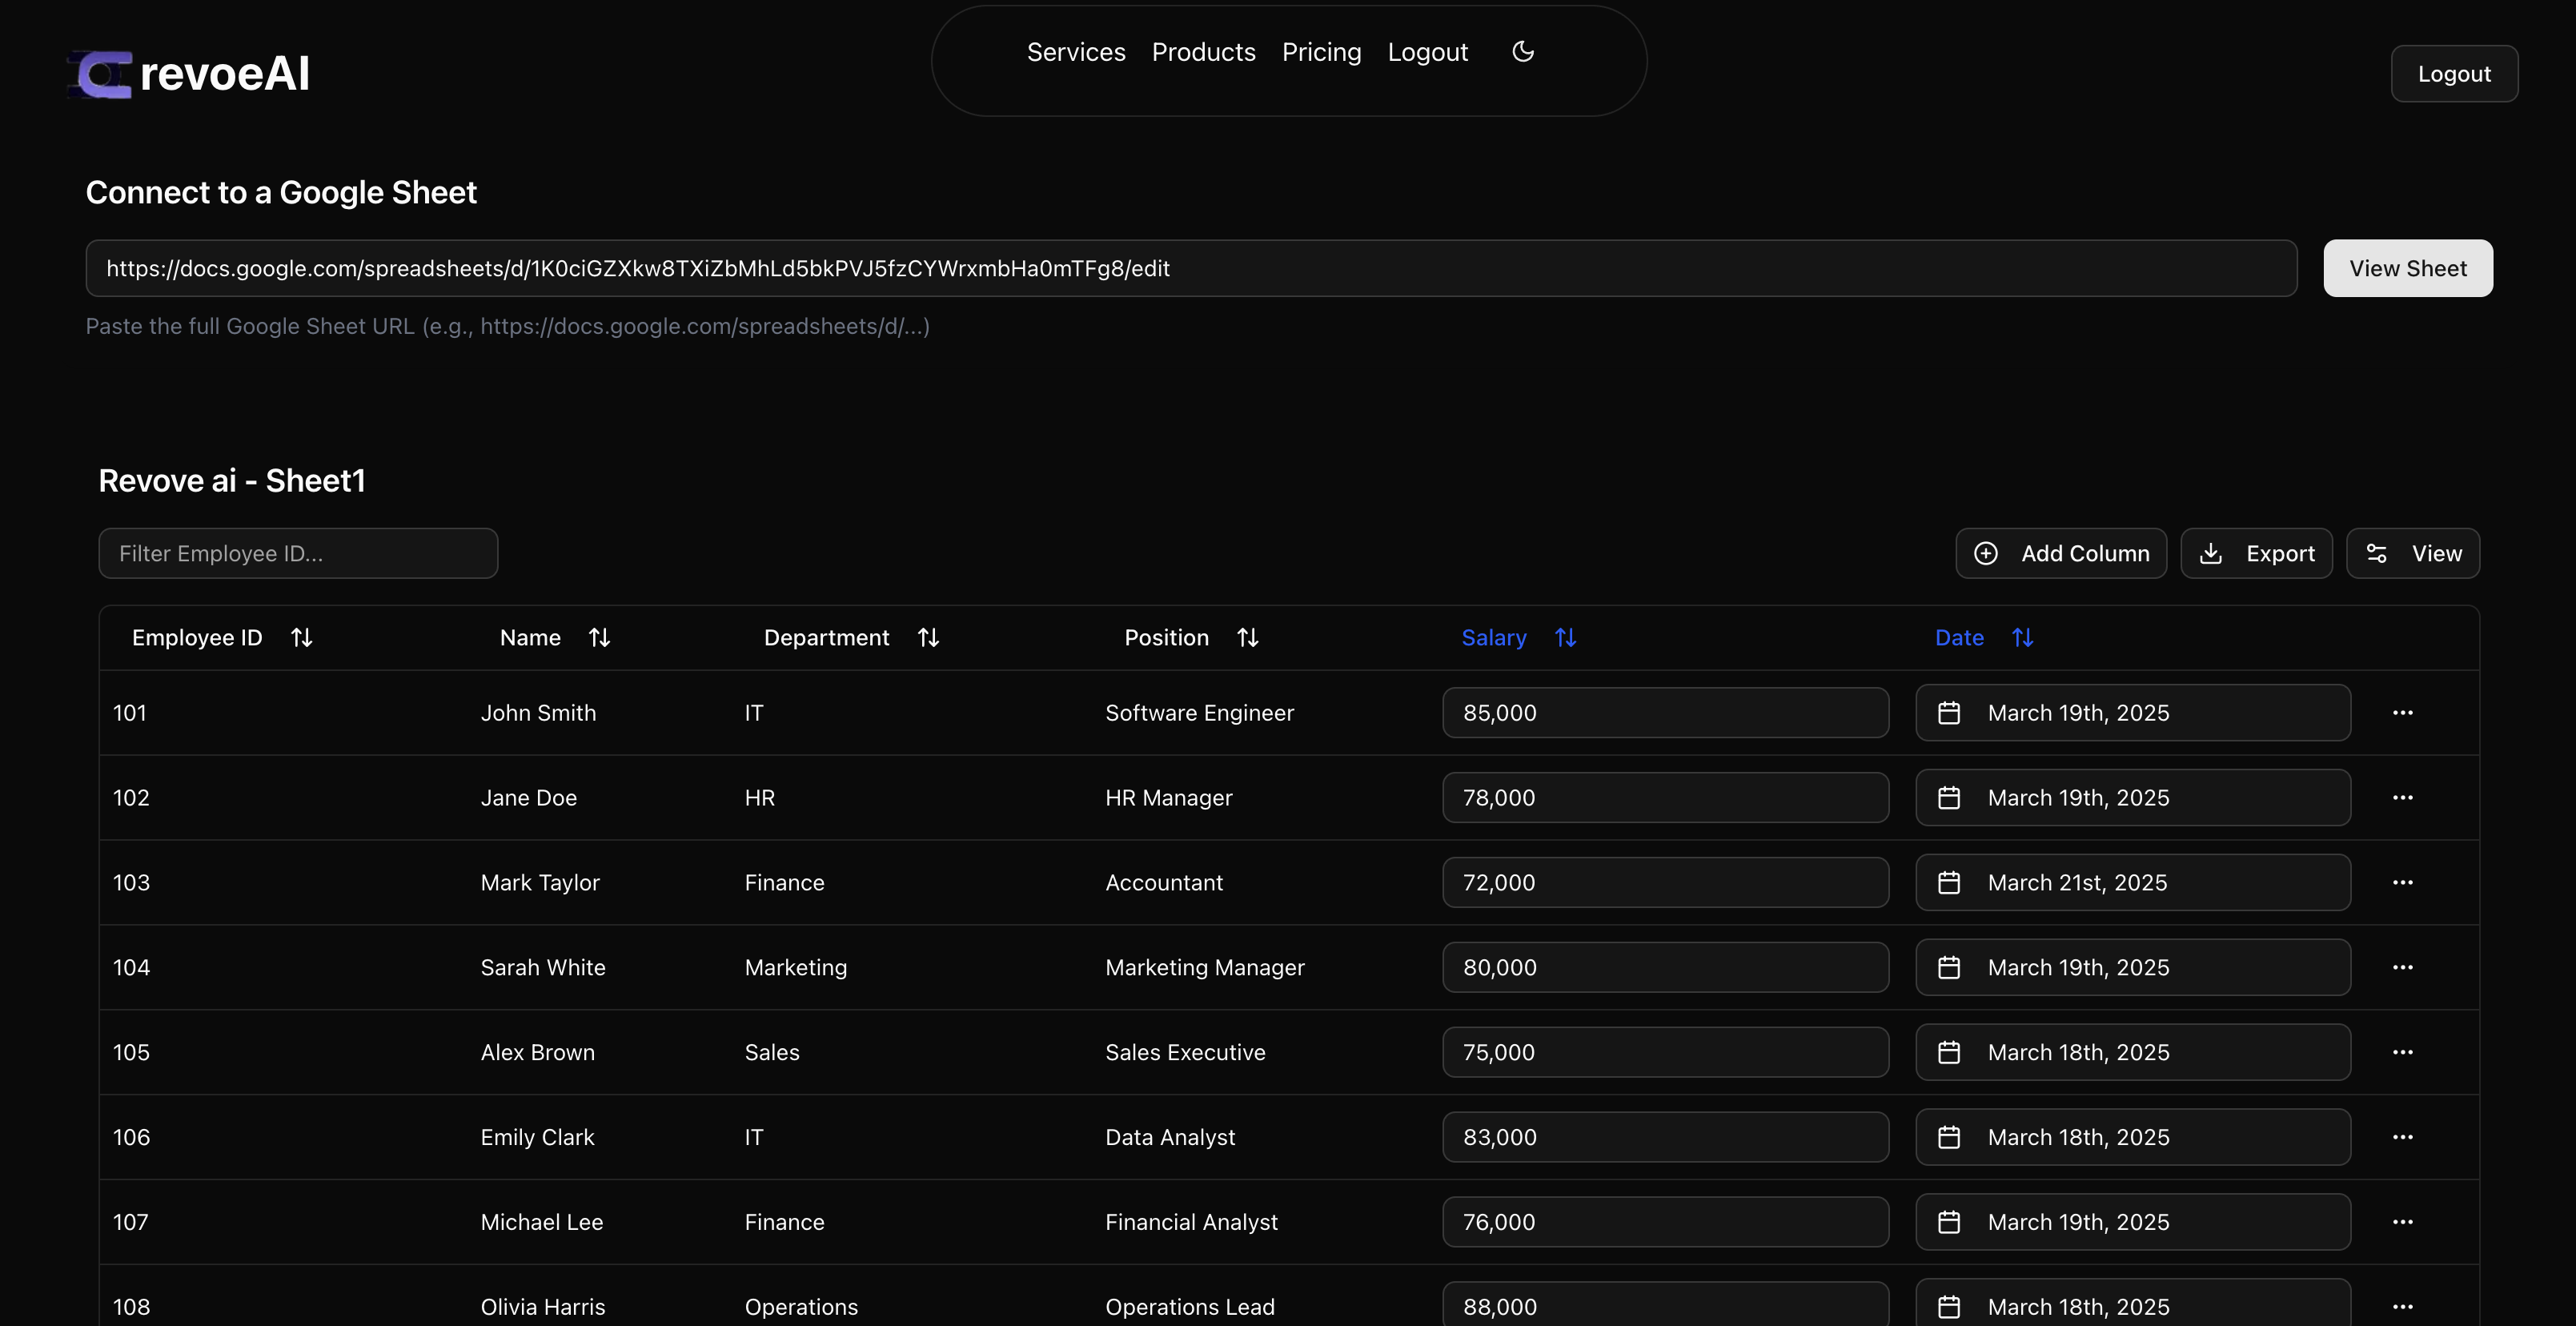 revoeAI
Services Products Pricing Logout
Logout
Connect to a Google Sheet
https://docs.google.com/spreadsheets/d/1K0ciGZXkw8TXiZbMhLd5bkPVJ5fzCYWrxmbHa0mTFg8/edit
View Sheet
Paste the full Google Sheet URL (e.g., https://docs.google.com/spreadsheets/d/...)
Revove ai - Sheet1
Filter Employee ID...
Add Column Export View
Employee ID Name Department Position Salary Date
101 John Smith IT Software Engineer 85,000 March 19th, 2025
102 Jane Doe HR HR Manager 78,000 March 19th, 2025
103 Mark Taylor Finance Accountant 72,000 March 21st, 2025
104 Sarah White Marketing Marketing Manager 80,000 March 19th, 2025
105 Alex Brown Sales Sales Executive 75,000 March 18th, 2025
106 Emily Clark IT Data Analyst 83,000 March 18th, 2025
107 Michael Lee Finance Financial Analyst 76,000 March 19th, 2025
108 Olivia Harris Operations Operations Lead 88,000 March 18th, 2025